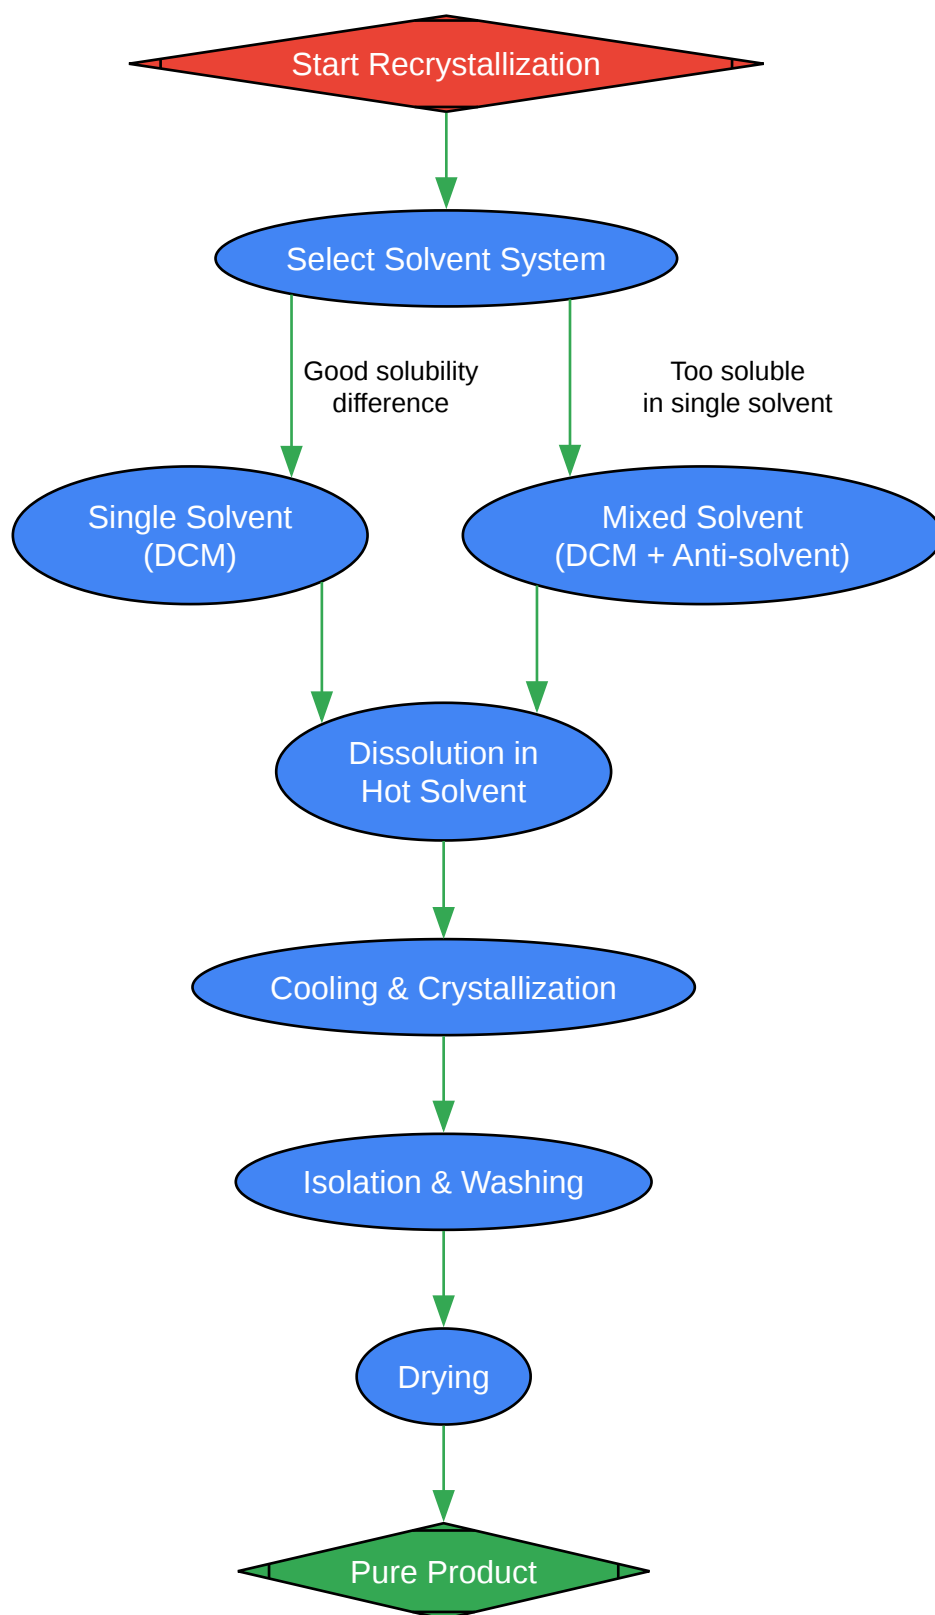 Start Recrystallization
Select Solvent System
Good solubility
difference
Too soluble
in single solvent
Single Solvent
(DCM)
Mixed Solvent
(DCM + Anti-solvent)
Dissolution in
Hot Solvent
Cooling & Crystallization
Isolation & Washing
Drying
Pure Product